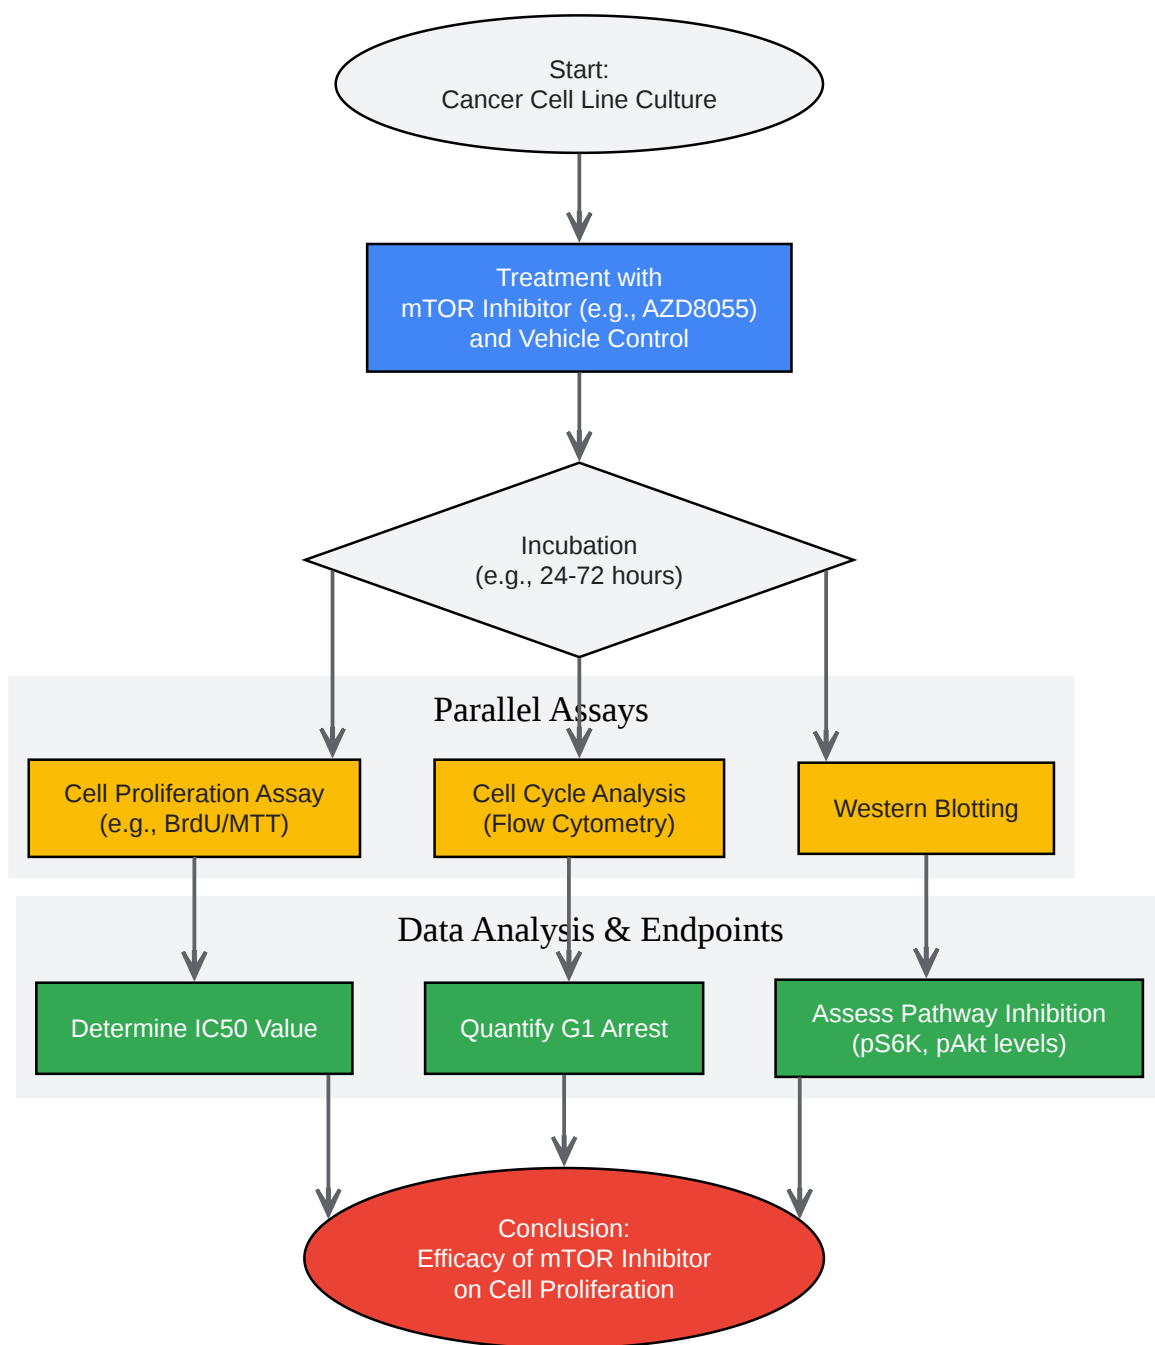 Start:
Cancer Cell Line Culture
Treatment with
mTOR Inhibitor (e.g., AZD8055)
and Vehicle Control
Incubation
(e.g., 24-72 hours)
Parallel Assays
Cell Proliferation Assay
(e.g., BrdU/MTT)
Cell Cycle Analysis
(Flow Cytometry)
Western Blotting
Data Analysis & Endpoints
Determine IC50 Value
Quantify G1 Arrest
Assess Pathway Inhibition
(pS6K, pAkt levels)
Conclusion:
Efficacy of mTOR Inhibitor
on Cell Proliferation